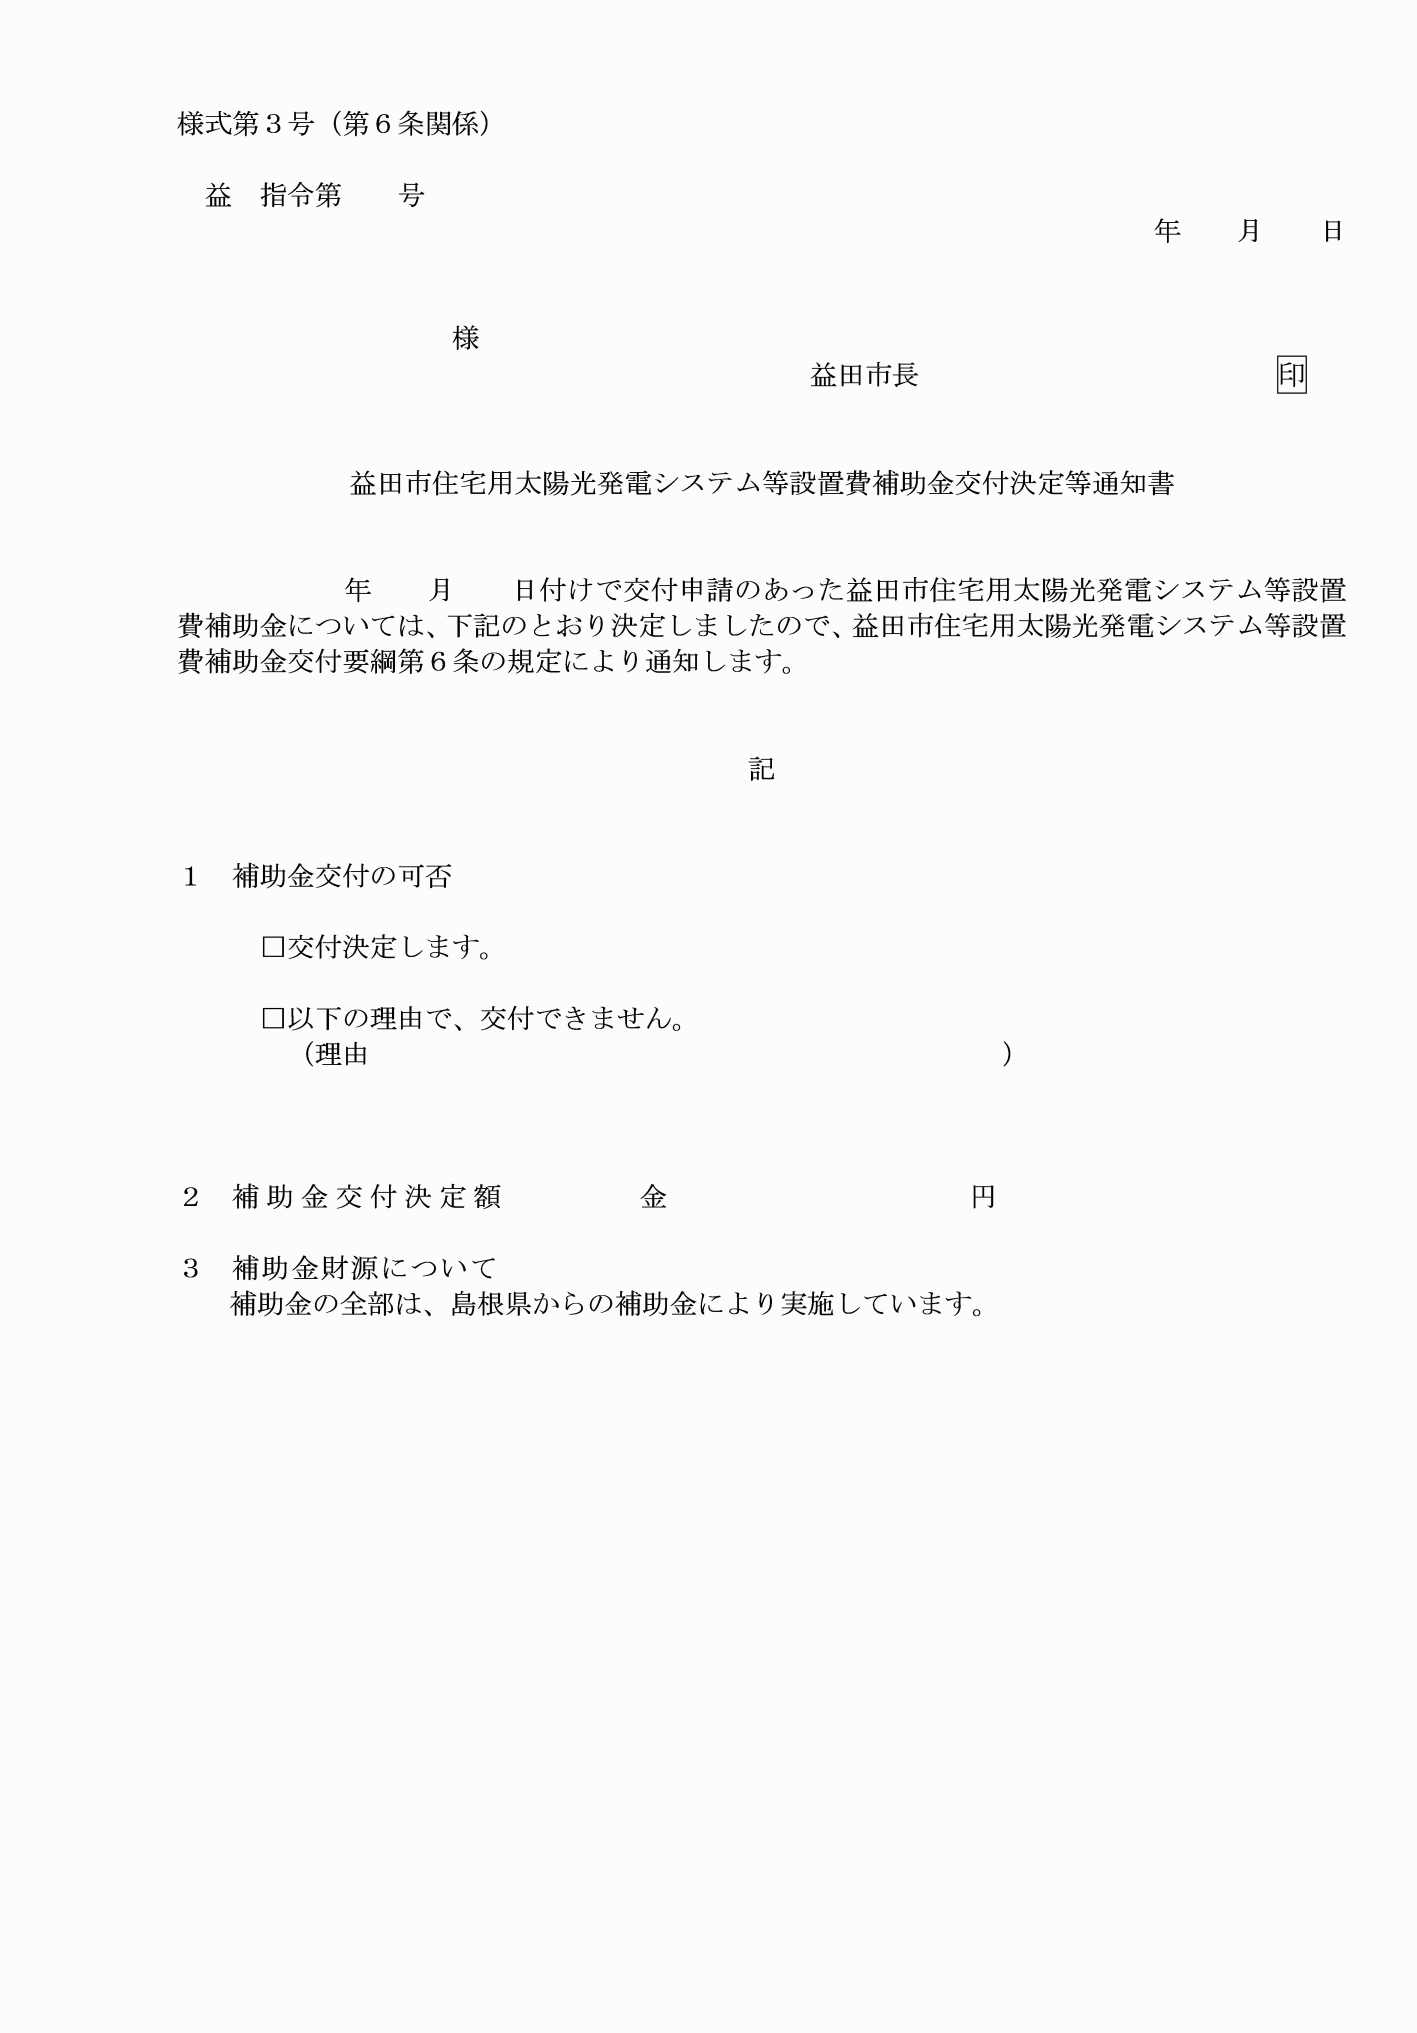 様式第３号（第６条関係）
益　指令第　　号
年　　月　　日
様
益田市長　　　　　　　　　　　　　印
益田市住宅用太陽光発電システム等設置費補助金交付決定等通知書
年　　月　　日付けで交付申請のあった益田市住宅用太陽光発電システム等設置
費補助金については、下記のとおり決定しましたので、益田市住宅用太陽光発電システム等設置
費補助金交付要綱第６条の規定により通知します。
記
１　補助金交付の可否
□交付決定します。
□以下の理由で、交付できません。
（理由　　　　　　　　　　　　　　　　　　　　　　　）
２　補助金交付決定額　　　　　金　　　　　　　　　　　円
３　補助金財源について
補助金の全部は、島根県からの補助金により実施しています。